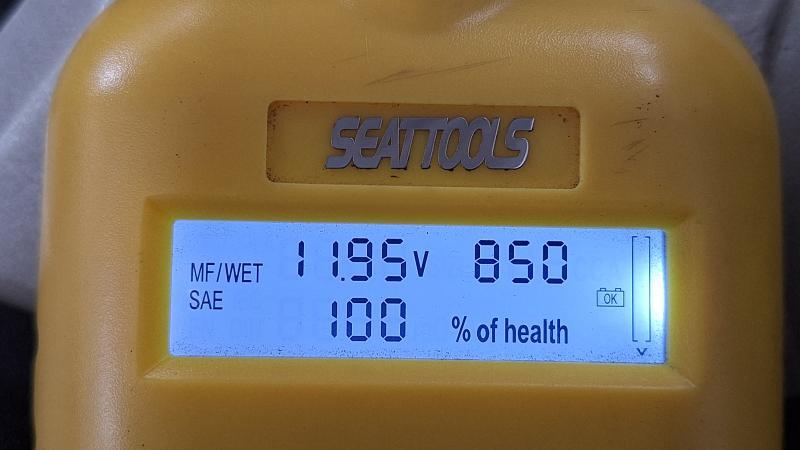 SEATTOOLS
MF/WET 11.95V 850
SAE
OK
100 % of health